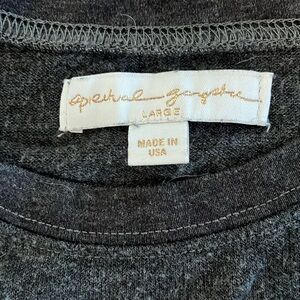 spiritual gangster
LARGE
MADE IN
USA